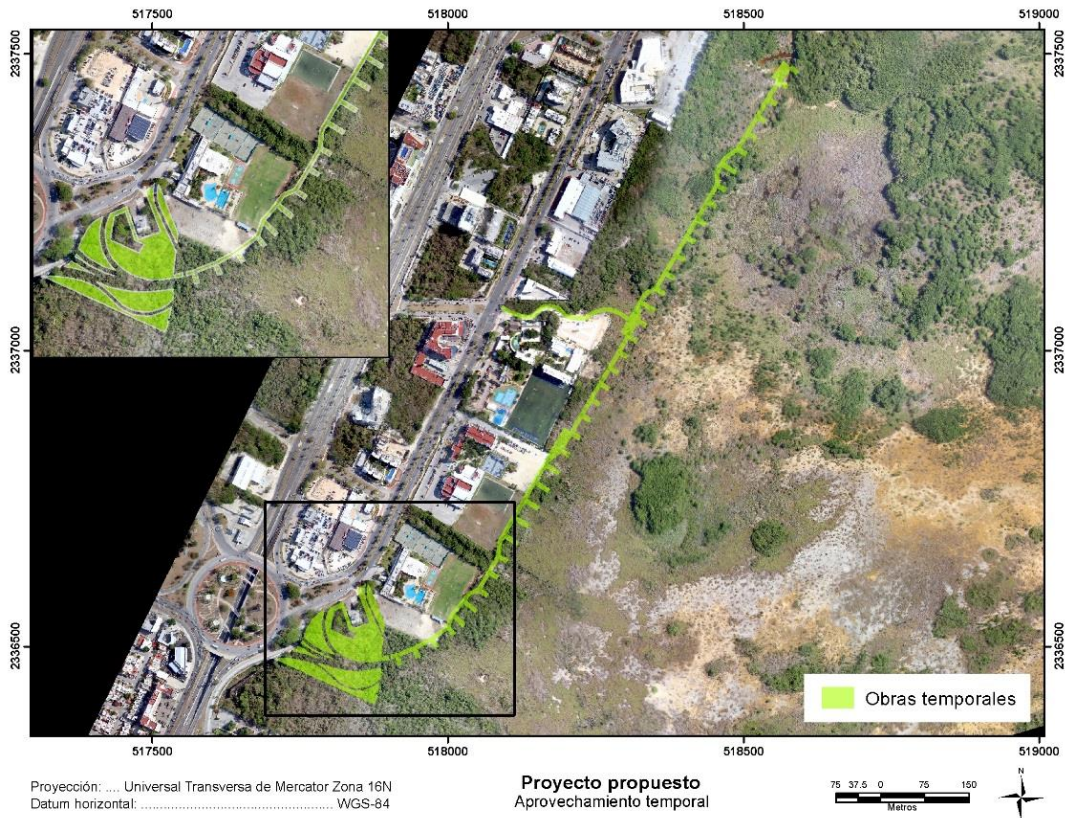 517500 518000 518500 519000
2337500 2337500
2337000 2337000
2336500 2336500
Obras temporales
517500 518000 518500 519000
Proyección: .... Universal Transversa de Mercator Zona 16N
Datum horizontal: ................................................ WGS-84
Proyecto propuesto
Aprovechamiento temporal
75 37.5 0 75 150
Metros
N